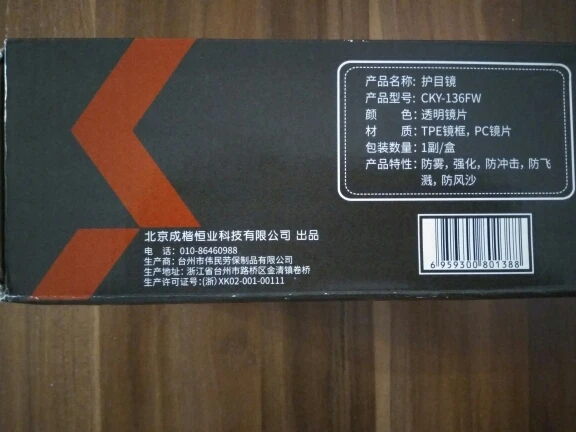 产品名称: 护目镜
产品型号: CKY-136FW
颜 色: 透明镜片
材 质: TPE镜框, PC镜片
包装数量: 1副/盒
产品特性: 防雾, 强化, 防冲击, 防飞
溅, 防风沙
北京成楷恒业科技有限公司 出品
电 话: 010-86460988
生产商: 台州市伟民劳保制品有限公司
生产地址: 浙江省台州市路桥区金清镇卷桥
生产许可证号: (浙) XK02-001-00111
6 959300 801388